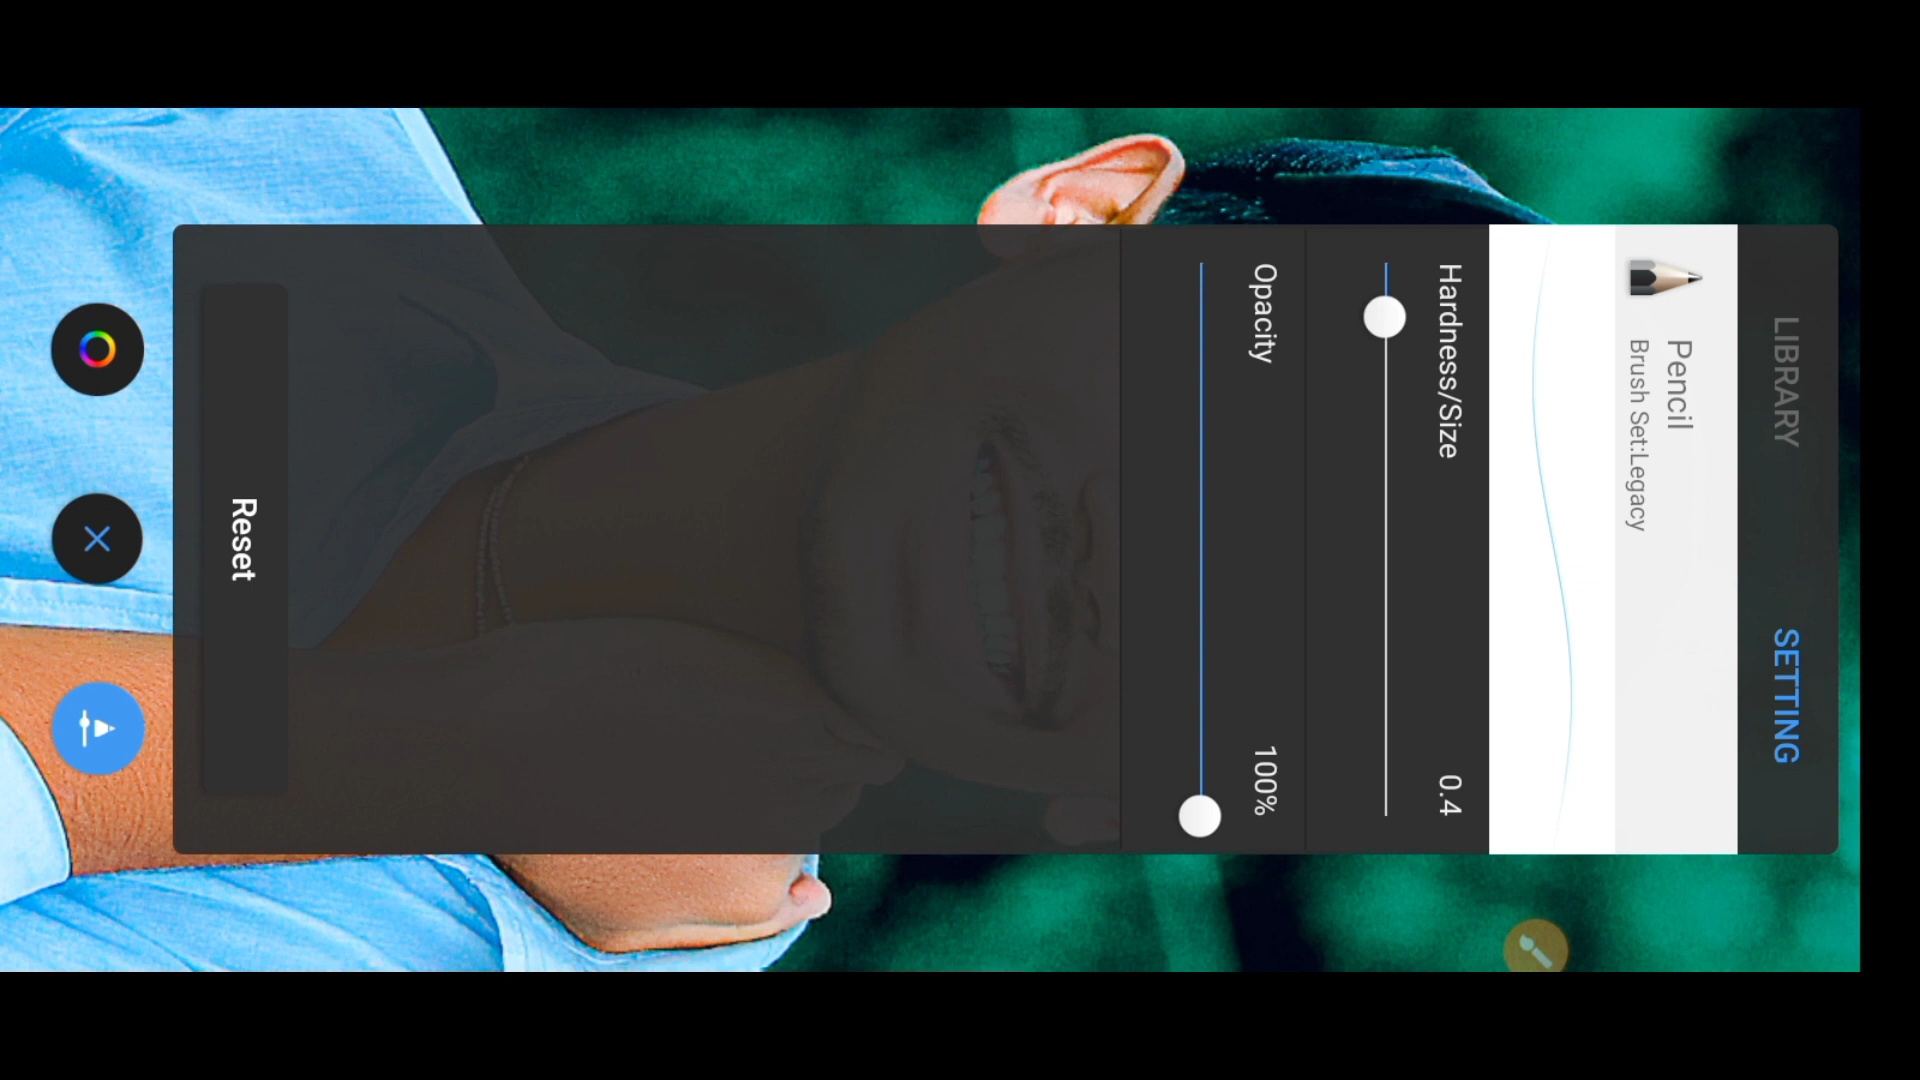 LIBRARY
SETTING
Pencil
Brush Set:Legacy
Hardness/Size
0.4
Opacity
100%
Reset